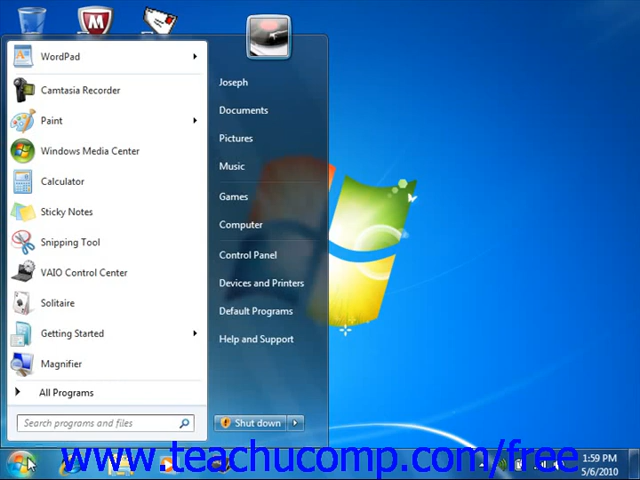 WordPad
Camtasia Recorder
Paint
Windows Media Center
Calculator
Sticky Notes
Snipping Tool
VAIO Control Center
Solitaire
Getting Started
Magnifier
All Programs
Search programs and files
Joseph
Documents
Pictures
Music
Games
Computer
Control Panel
Devices and Printers
Default Programs
Help and Support
Shut down
www.teachucomp.com/free
1:59 PM
5/6/2010